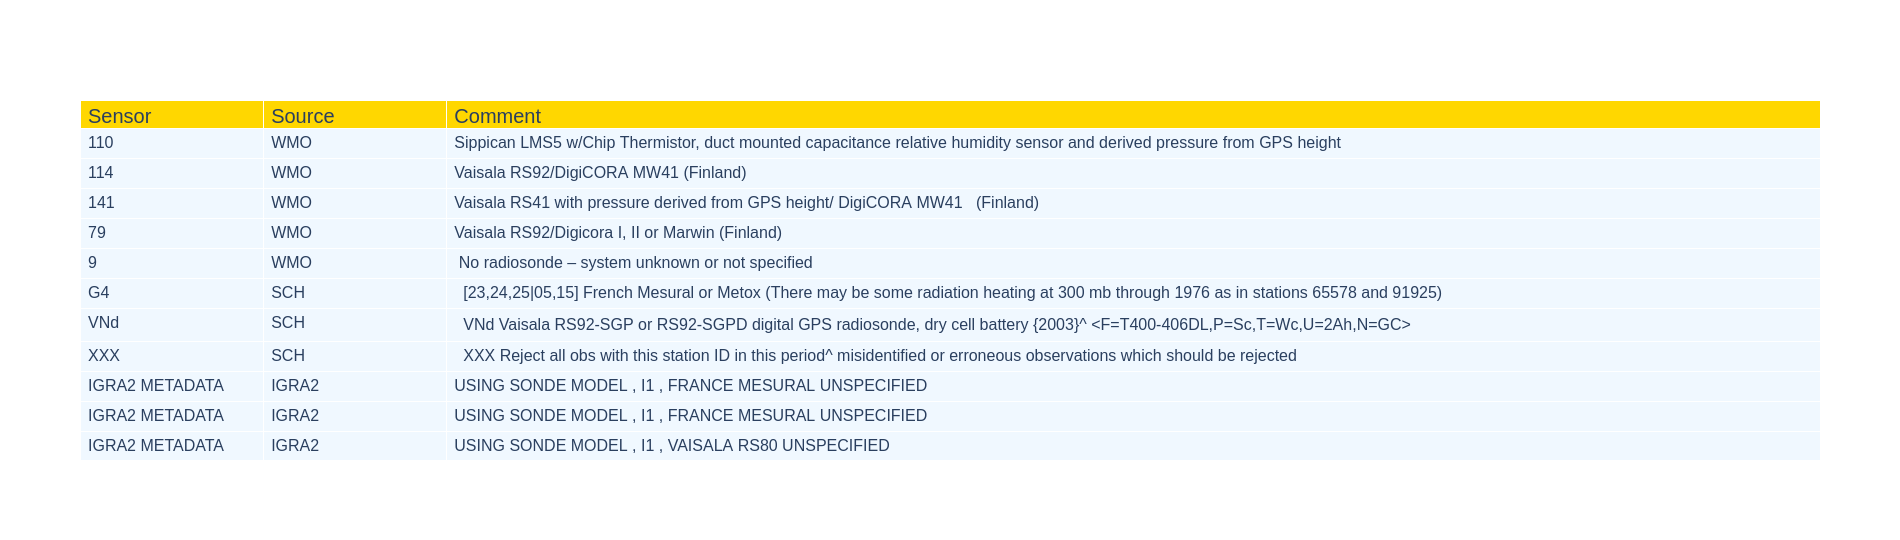 Sensor Source Comment
110 WMO Sippican LMS5 w/Chip Thermistor, duct mounted capacitance relative humidity sensor and derived pressure from GPS height
114 WMO Vaisala RS92/DigiCORA MW41 (Finland)
141 WMO Vaisala RS41 with pressure derived from GPS height/ DigiCORA MW41   (Finland)
79 WMO Vaisala RS92/Digicora I, II or Marwin (Finland)
9 WMO No radiosonde – system unknown or not specified
G4 SCH [23,24,25|05,15] French Mesural or Metox (There may be some radiation heating at 300 mb through 1976 as in stations 65578 and 91925)
VNd SCH VNd Vaisala RS92-SGP or RS92-SGPD digital GPS radiosonde, dry cell battery {2003}^ <F=T400-406DL,P=Sc,T=Wc,U=2Ah,N=GC>
XXX SCH XXX Reject all obs with this station ID in this period^ misidentified or erroneous observations which should be rejected
IGRA2 METADATA IGRA2 USING SONDE MODEL , I1 , FRANCE MESURAL UNSPECIFIED
IGRA2 METADATA IGRA2 USING SONDE MODEL , I1 , FRANCE MESURAL UNSPECIFIED
IGRA2 METADATA IGRA2 USING SONDE MODEL , I1 , VAISALA RS80 UNSPECIFIED